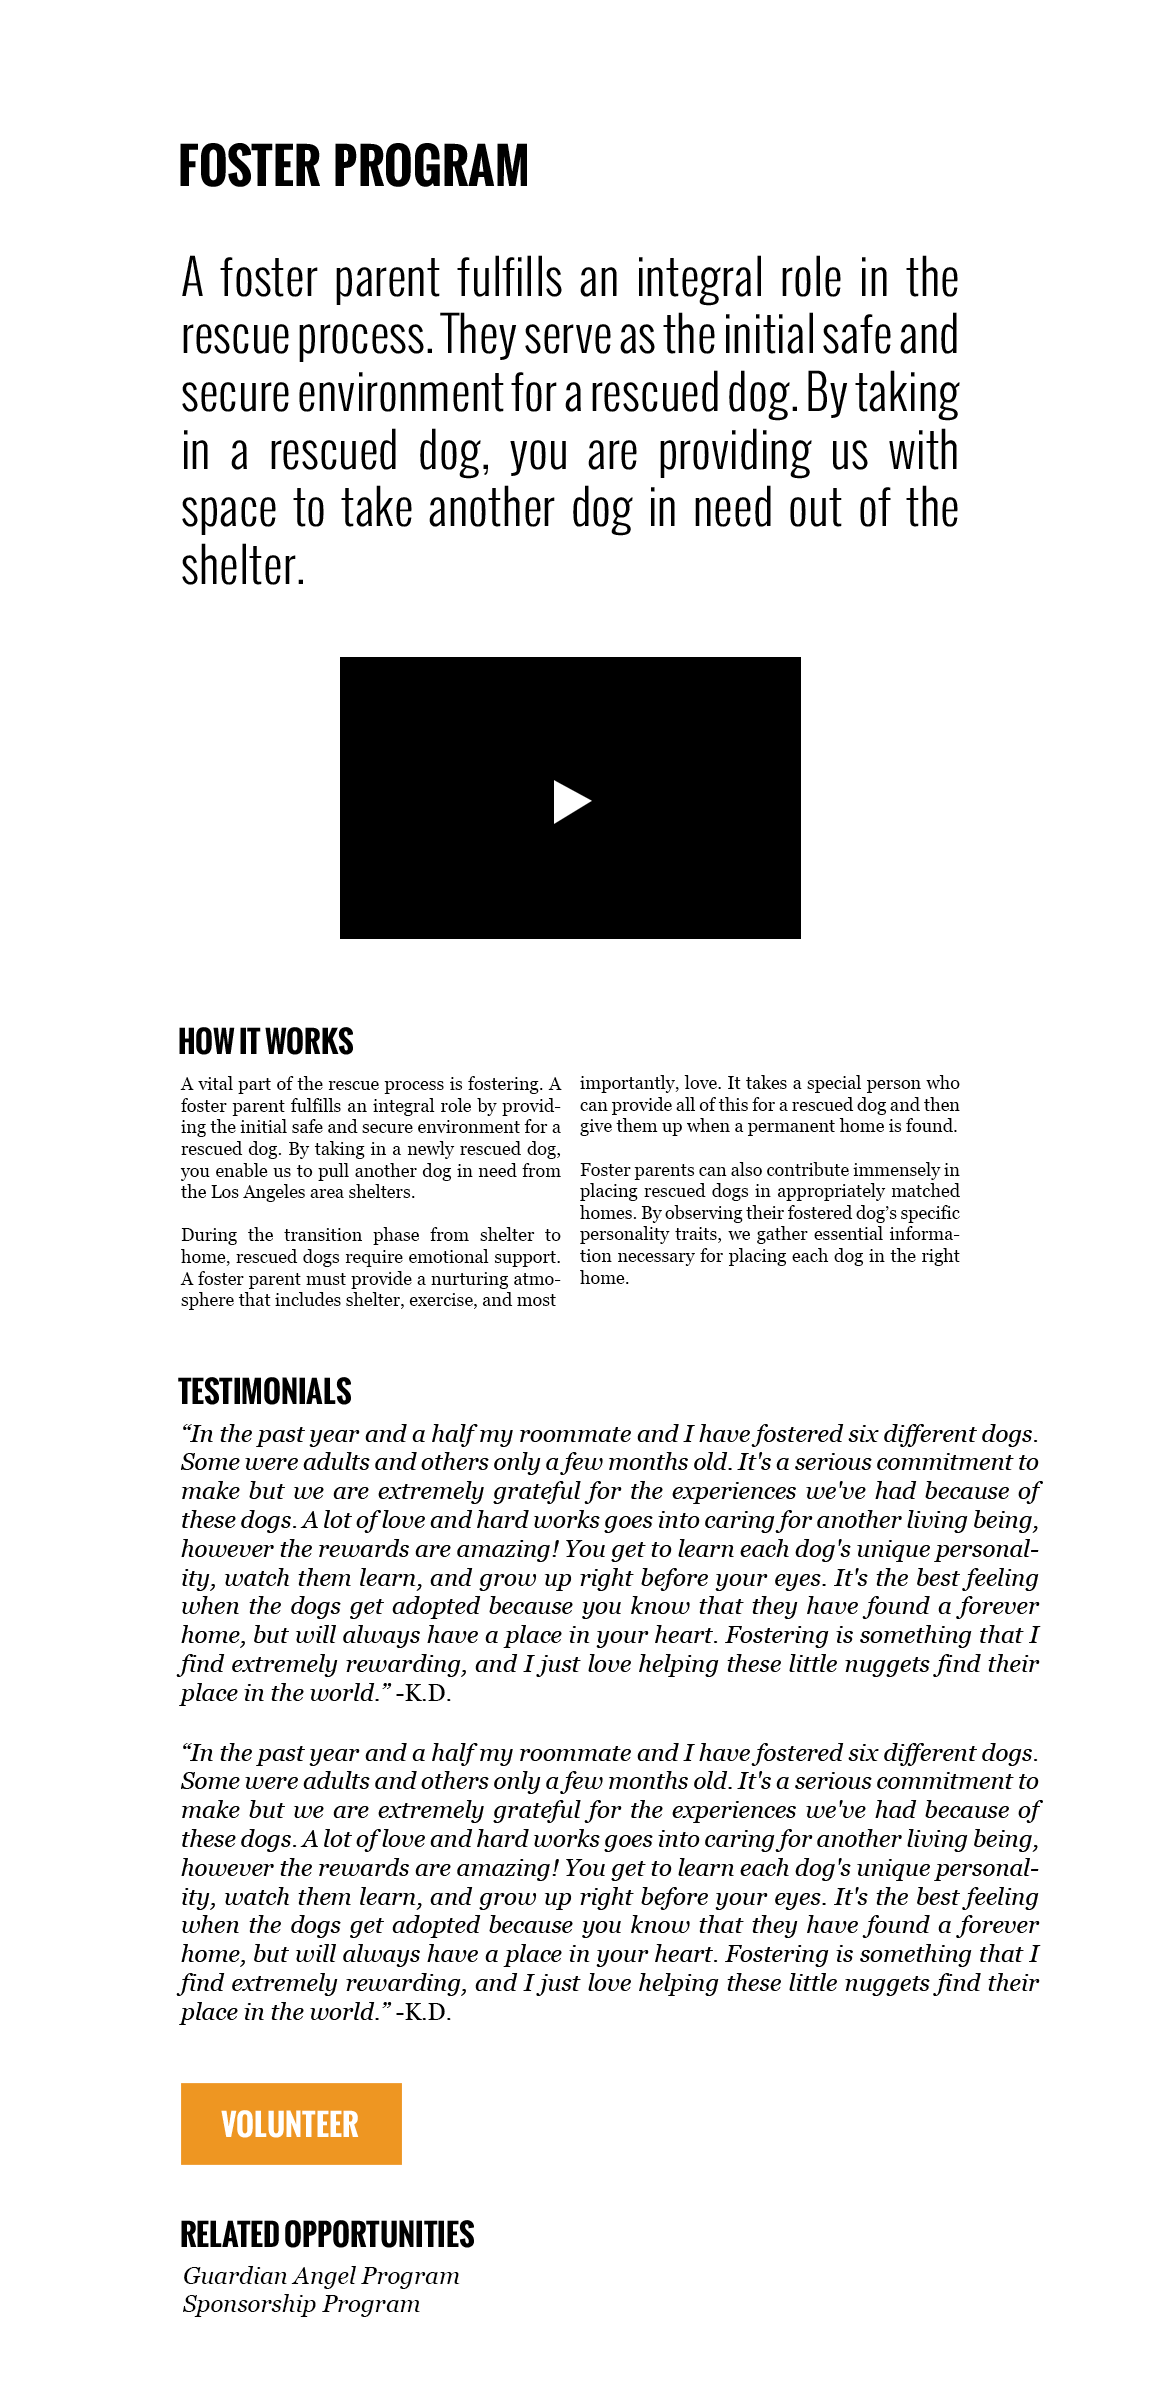 FOSTER PROGRAM
A foster parent fulfills an integral role in the
rescue process. They serve as the initial safe and
secure environment for a rescued dog. By taking
in a rescued dog, you are providing us with
space to take another dog in need out of the
shelter.
HOW IT WORKS
A vital part of the rescue process is fostering. A
foster parent fulfills an integral role by provid-
ing the initial safe and secure environment for a
rescued dog. By taking in a newly rescued dog,
you enable us to pull another dog in need from
the Los Angeles area shelters.
During the transition phase from shelter to
home, rescued dogs require emotional support.
A foster parent must provide a nurturing atmo-
sphere that includes shelter, exercise, and most
importantly, love. It takes a special person who
can provide all of this for a rescued dog and then
give them up when a permanent home is found.
Foster parents can also contribute immensely in
placing rescued dogs in appropriately matched
homes. By observing their fostered dog’s specific
personality traits, we gather essential informa-
tion necessary for placing each dog in the right
home.
TESTIMONIALS
“In the past year and a half my roommate and I have fostered six different dogs.
Some were adults and others only a few months old. It's a serious commitment to
make but we are extremely grateful for the experiences we've had because of
these dogs. A lot of love and hard works goes into caring for another living being,
however the rewards are amazing! You get to learn each dog's unique personal-
ity, watch them learn, and grow up right before your eyes. It's the best feeling
when the dogs get adopted because you know that they have found a forever
home, but will always have a place in your heart. Fostering is something that I
find extremely rewarding, and I just love helping these little nuggets find their
place in the world.” -K.D.
“In the past year and a half my roommate and I have fostered six different dogs.
Some were adults and others only a few months old. It's a serious commitment to
make but we are extremely grateful for the experiences we've had because of
these dogs. A lot of love and hard works goes into caring for another living being,
however the rewards are amazing! You get to learn each dog's unique personal-
ity, watch them learn, and grow up right before your eyes. It's the best feeling
when the dogs get adopted because you know that they have found a forever
home, but will always have a place in your heart. Fostering is something that I
find extremely rewarding, and I just love helping these little nuggets find their
place in the world.” -K.D.
VOLUNTEER
RELATED OPPORTUNITIES
Guardian Angel Program
Sponsorship Program